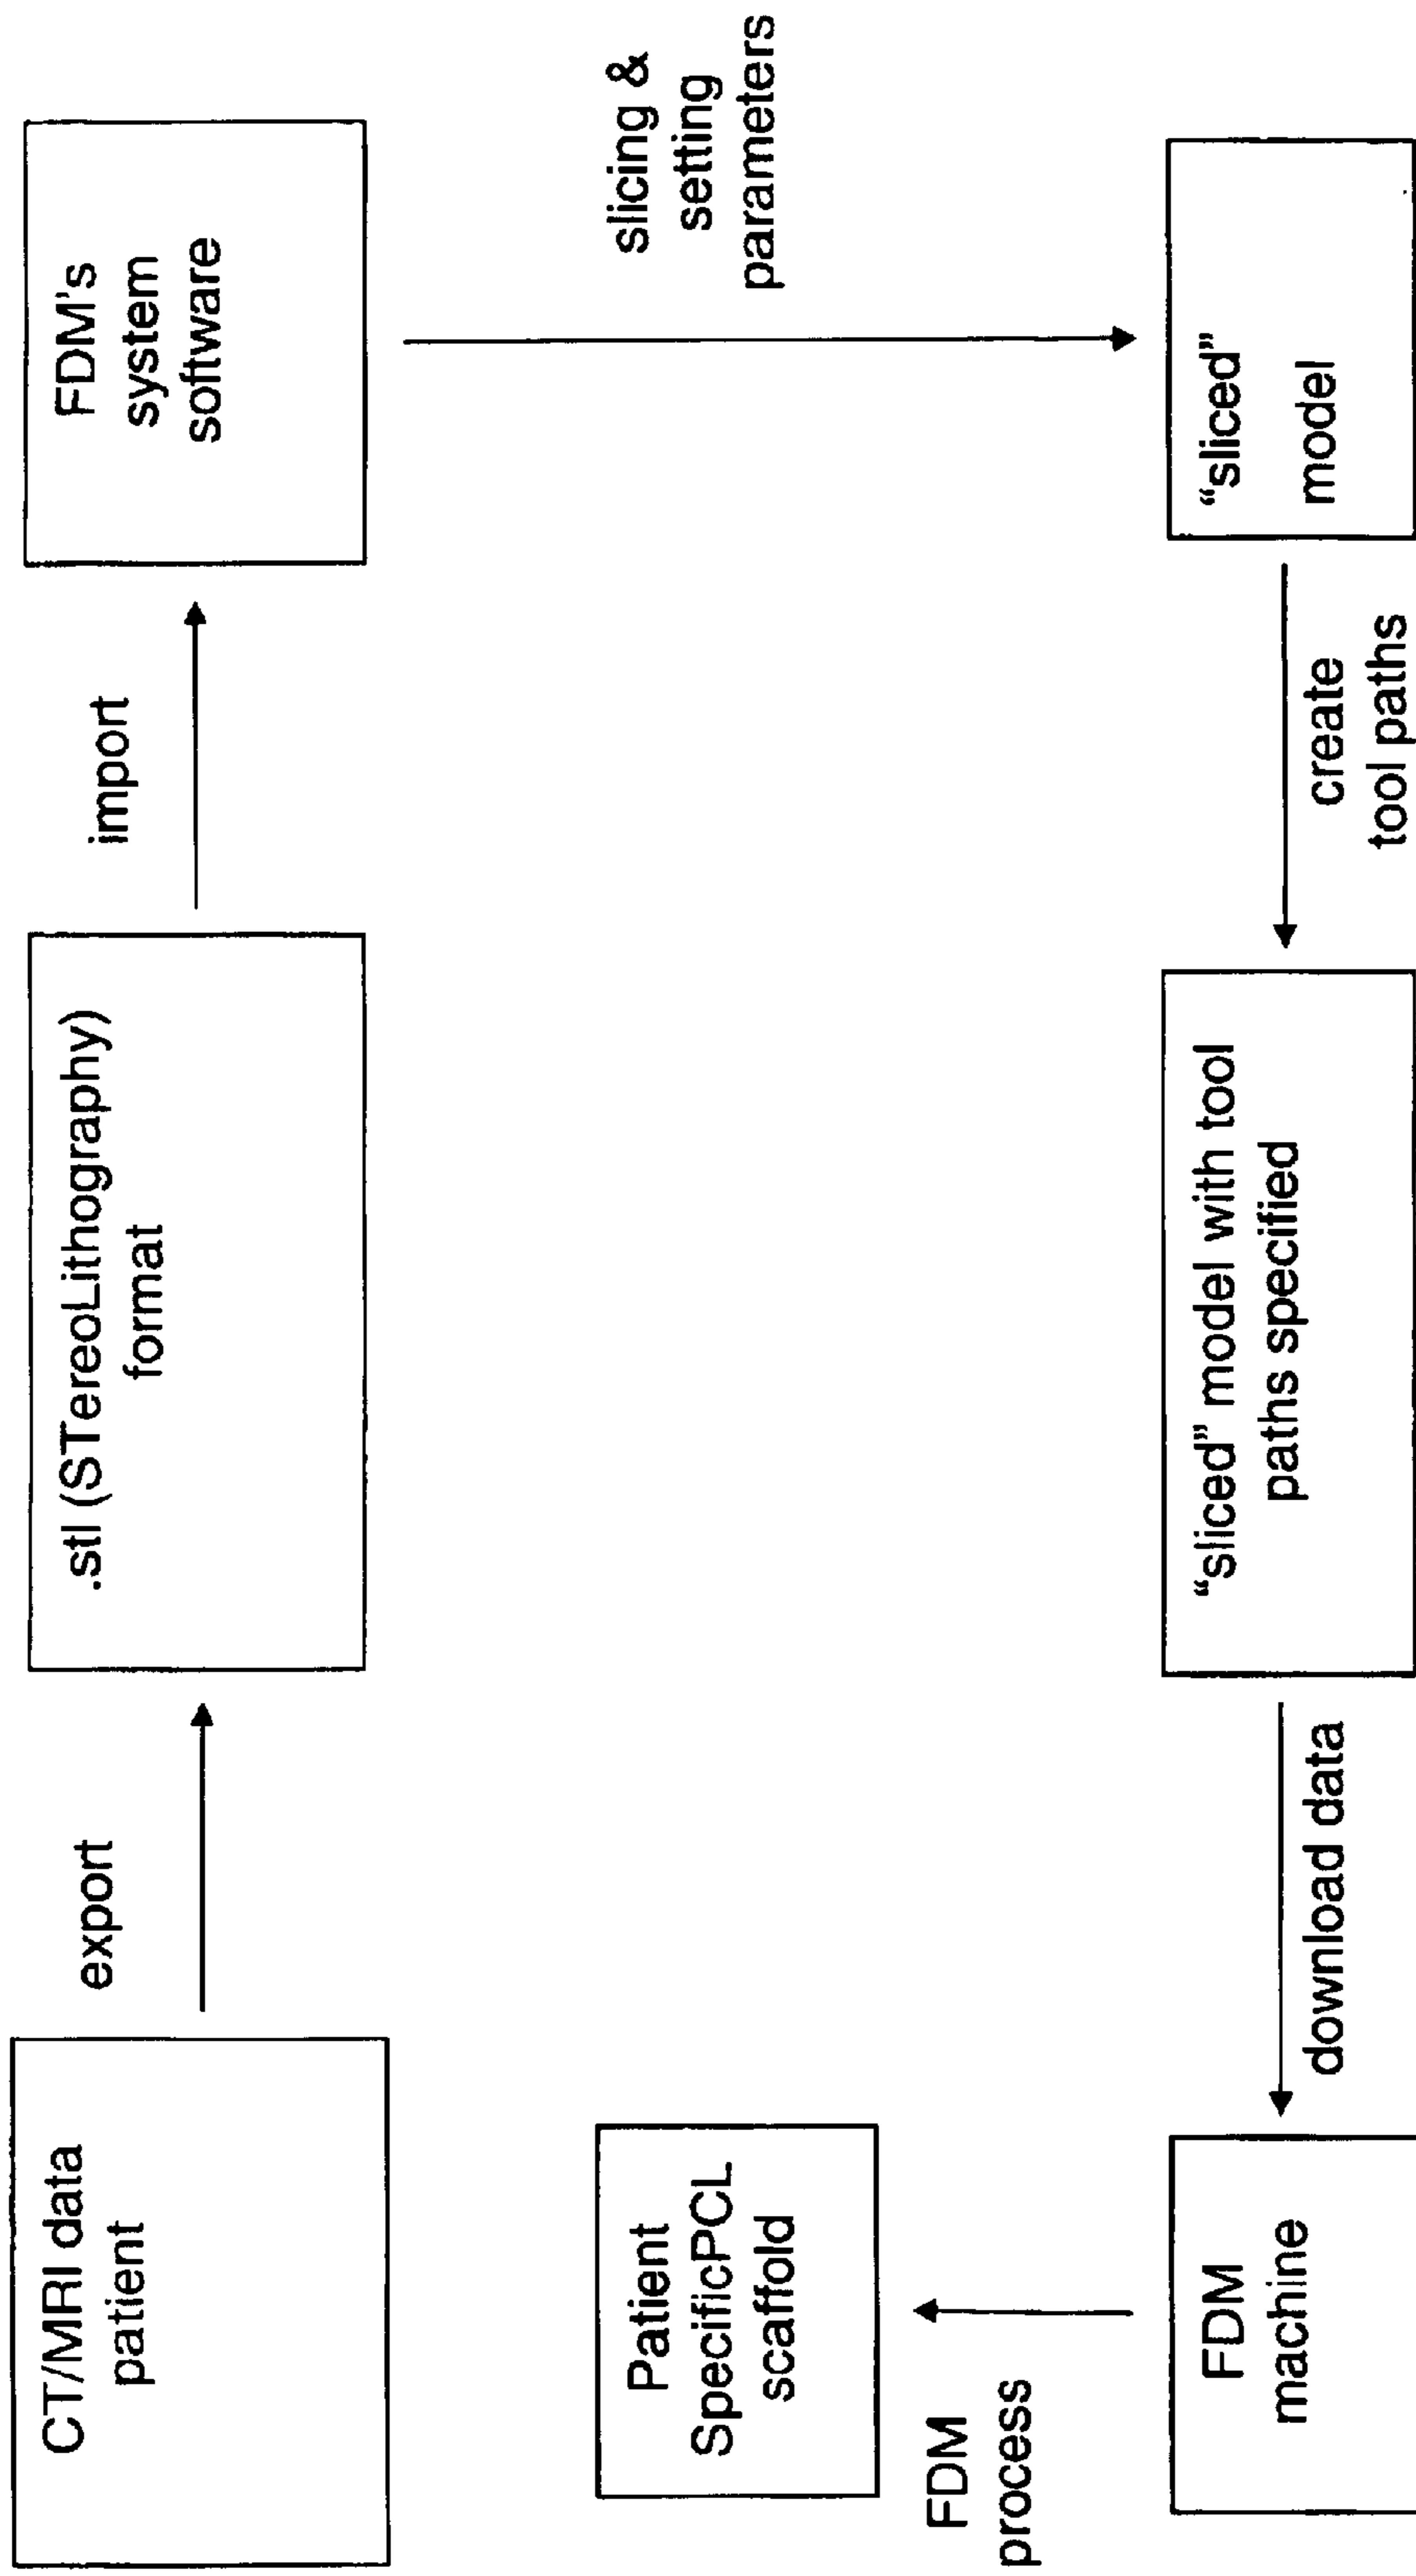 CT/MRI data
patient
export
.stl (STereoLithography)
format
import
FDM's
system
software
slicing &
setting
parameters
"sliced"
model
create
tool paths
"sliced" model with tool
paths specified
download data
FDM
machine
FDM
process
Patient
SpecificPCL
scaffold